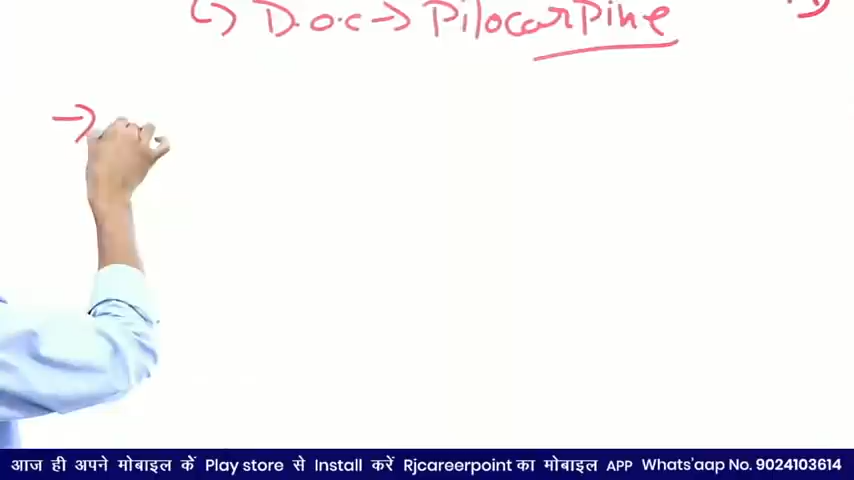 ↳ D.o.c → Pilocarpine
→
आज ही अपने मोबाइल कें Play store से Install करें Rjcareerpoint का मोबाइल APP Whats'aap No. 9024103614